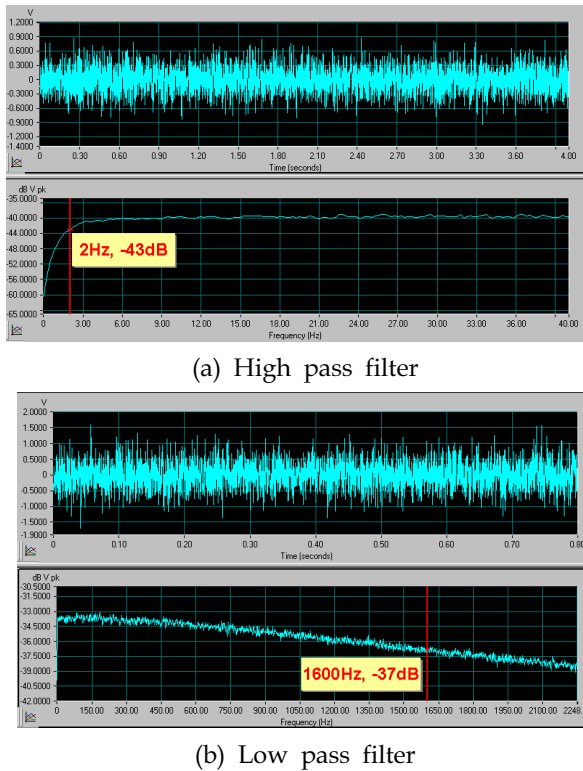 V
1.2000
0.9000
0.6000
0.3000
0
-0.3000
-0.6000
-0.9000
-1.4000
0 0.30 0.60 0.90 1.20 1.50 1.80 2.10 2.40 2.70 3.00 3.30 3.60 4.00
Time (seconds)
dB V pk
-35.0000
-40.0000
-44.0000
-48.0000
-52.0000
-56.0000
-60.0000
-65.0000
2Hz, -43dB
0 3.00 6.00 9.00 12.00 15.00 18.00 21.00 24.00 27.00 30.00 33.00 36.00 40.00
Frequency (Hz)
(a) High pass filter
V
2.0000
1.5000
1.0000
0.5000
0
-0.5000
-1.0000
-1.5000
-1.9000
0 0.10 0.20 0.30 0.40 0.50 0.60 0.70 0.80
Time (seconds)
dB V pk
-30.5000
-31.5000
-33.0000
-34.5000
-36.0000
-37.5000
-39.0000
-40.5000
-42.0000
1600Hz, -37dB
0 150.00 300.00 450.00 600.00 750.00 900.00 1050.00 1200.00 1350.00 1500.00 1650.00 1800.00 1950.00 2100.00 2248.
Frequency (Hz)
(b) Low pass filter